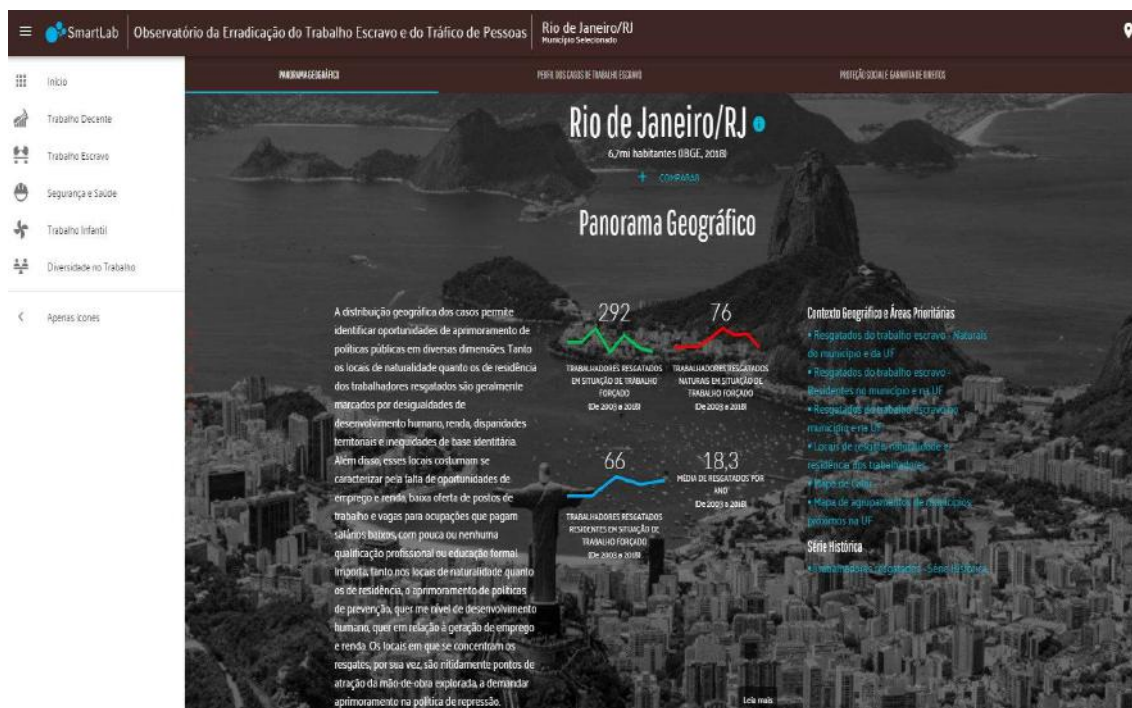 SmartLab
Observatório da Erradicação do Trabalho Escravo e do Tráfico de Pessoas
Rio de Janeiro/RJ
Município Selecionado
Início
Trabalho Decente
Trabalho Escravo
Segurança e Saúde
Trabalho Infantil
Diversidade no Trabalho
Apenas ícones
PANORAMA GEOGRÁFICO
PERFIL DOS CASOS DE TRABALHO ESCRAVO
PROTEÇÃO SOCIAL E GARANTIA DE DIREITOS
Rio de Janeiro/RJ
6,7mi habitantes (IBGE, 2018)
+ COMPARAR
Panorama Geográfico
A distribuição geográfica dos casos permite
identificar oportunidades de aprimoramento de
políticas públicas em diversas dimensões. Tanto
os locais de naturalidade quanto os de residência
dos trabalhadores resgatados são geralmente
marcados por desigualdades de
desenvolvimento humano, renda, disparidades
territoriais e inequidades de base identitária.
Além disso, esses locais costumam se
caracterizar pela falta de oportunidades de
emprego e renda, baixa oferta de postos de
trabalho e vagas para ocupações que pagam
salários baixos, com pouca ou nenhuma
qualificação profissional ou educação formal.
Importa, tanto nos locais de naturalidade quanto
os de residência, o aprimoramento de políticas
de prevenção, quer me nível de desenvolvimento
humano, quer em relação à geração de emprego
e renda. Os locais em que se concentram os
resgates, por sua vez, são nitidamente pontos de
atração da mão-de-obra explorada, a demandar
aprimoramento na política de repressão.
292
TRABALHADORES RESGATADOS
EM SITUAÇÃO DE TRABALHO
FORÇADO
(De 2003 a 2018)
76
TRABALHADORES RESGATADOS
NATURAIS EM SITUAÇÃO DE
TRABALHO FORÇADO
(De 2003 a 2018)
66
TRABALHADORES RESGATADOS
RESIDENTES EM SITUAÇÃO DE
TRABALHO FORÇADO
(De 2003 a 2018)
18,3
MÉDIA DE RESGATADOS POR
ANO
(De 2003 a 2018)
Contexto Geográfico e Áreas Prioritárias
• Resgatados do trabalho escravo - Naturais
do município e da UF
• Resgatados do trabalho escravo -
Residentes no município e na UF
• Resgatados do trabalho escravo no
município e na UF
• Locais de resgate, naturalidade e
residência dos trabalhadores
• Mapa de Calor
• Mapa de agrupamentos de municípios
próximos na UF
Série Histórica
• Trabalhadores resgatados - Série Histórica
Leia mais